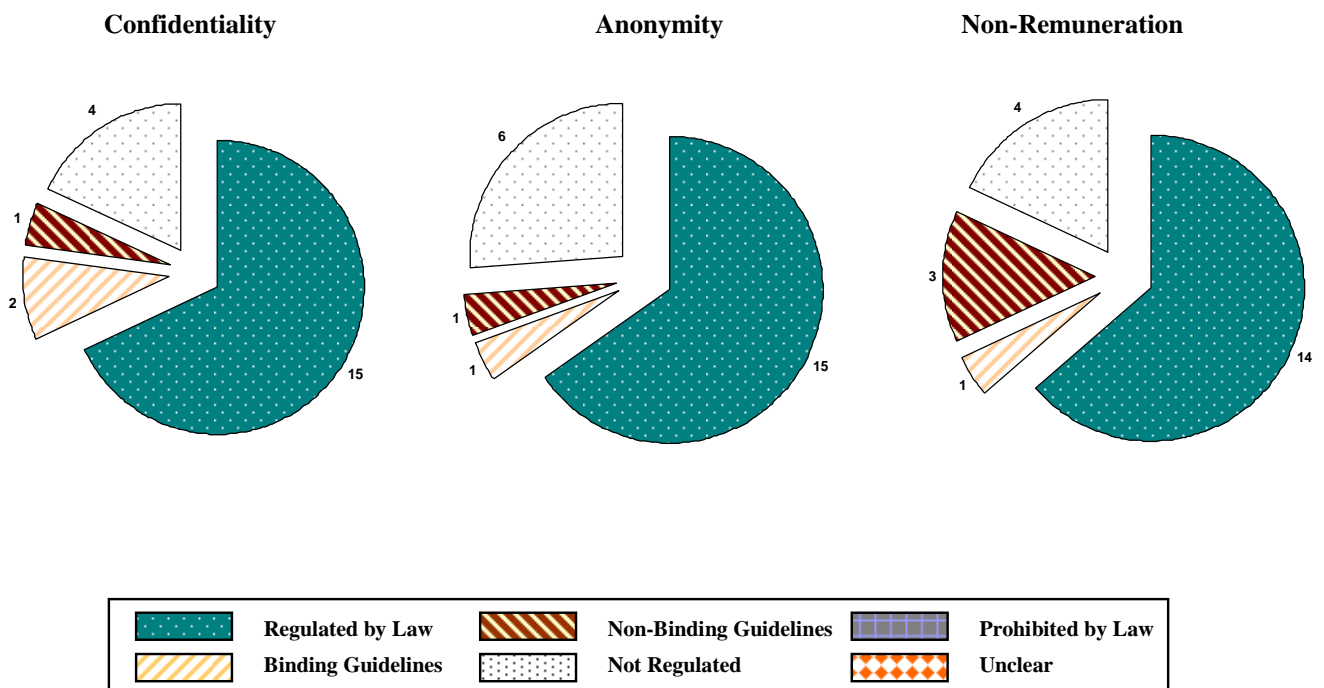 Confidentiality
Anonymity
Non-Remuneration
4
1
2
15
6
1
1
15
4
3
1
14
Regulated by Law
Non-Binding Guidelines
Prohibited by Law
Binding Guidelines
Not Regulated
Unclear